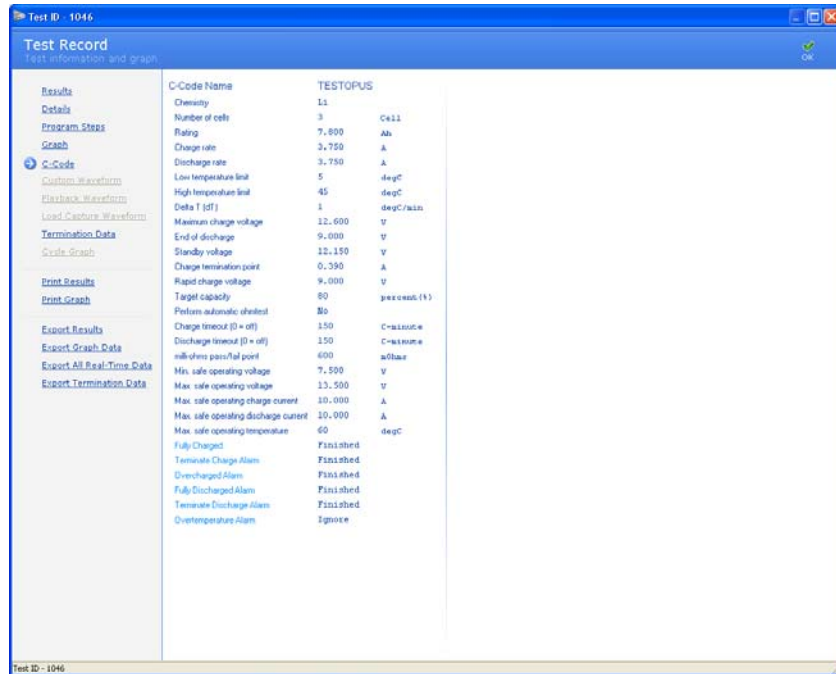 Test ID - 1046
Test Record
Test information and graph
OK
Results
Details
Program Steps
Graph
C-Code
Custom Waveform
Playback Waveform
Load Capture Waveform
Termination Data
Cycle Graph
Print Results
Print Graph
Export Results
Export Graph Data
Export All Real-Time Data
Export Termination Data
C-Code Name TESTOPUS
Chemistry Li
Number of cells 3 Cell
Rating 7.800 Ah
Charge rate 3.750 A
Discharge rate 3.750 A
Low temperature limit 5 degC
High temperature limit 45 degC
Delta T (dT) 1 degC/min
Maximum charge voltage 12.600 V
End of discharge 9.000 V
Standby voltage 12.150 V
Charge termination point 0.390 A
Rapid charge voltage 9.000 V
Target capacity 80 percent(%)
Perform automatic ohmtest No
Charge timeout (0 = off) 150 C-minute
Discharge timeout (0 = off) 150 C-minute
milli-ohms pass/fail point 600 mOhms
Min. safe operating voltage 7.500 V
Max. safe operating voltage 13.500 V
Max. safe operating charge current 10.000 A
Max. safe operating discharge current 10.000 A
Max. safe operating temperature 60 degC
Fully Charged Finished
Terminate Charge Alarm Finished
Overcharged Alarm Finished
Fully Discharged Alarm Finished
Terminate Discharge Alarm Finished
Overtemperature Alarm Ignore
Test ID - 1046